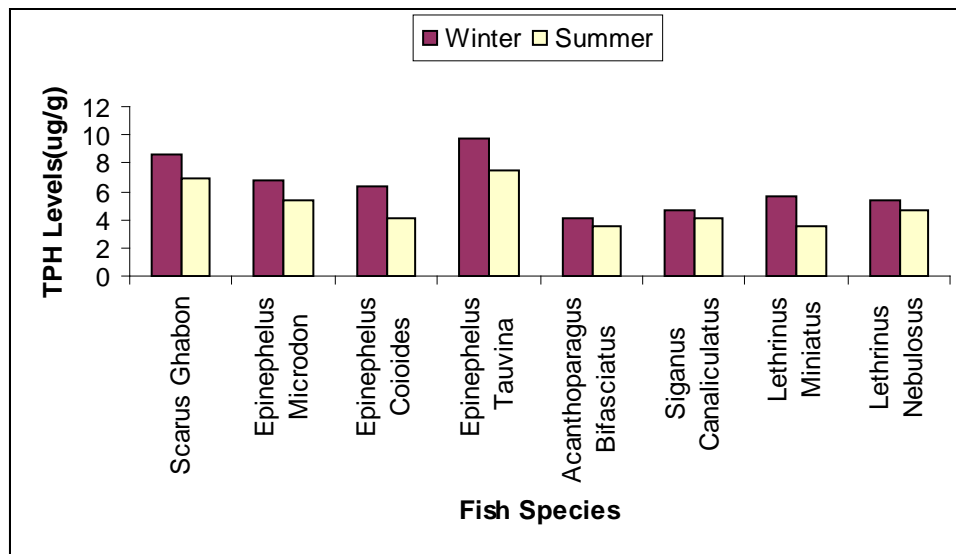 Winter Summer
TPH Levels(ug/g)
12
10
8
6
4
2
0
Scarus Ghabon
Epinephelus
Microdon
Epinephelus
Coioides
Epinephelus
Tauvina
Acanthoparagus
Bifasciatus
Siganus
Canaliculatus
Lethrinus
Miniatus
Lethrinus
Nebulosus
Fish Species